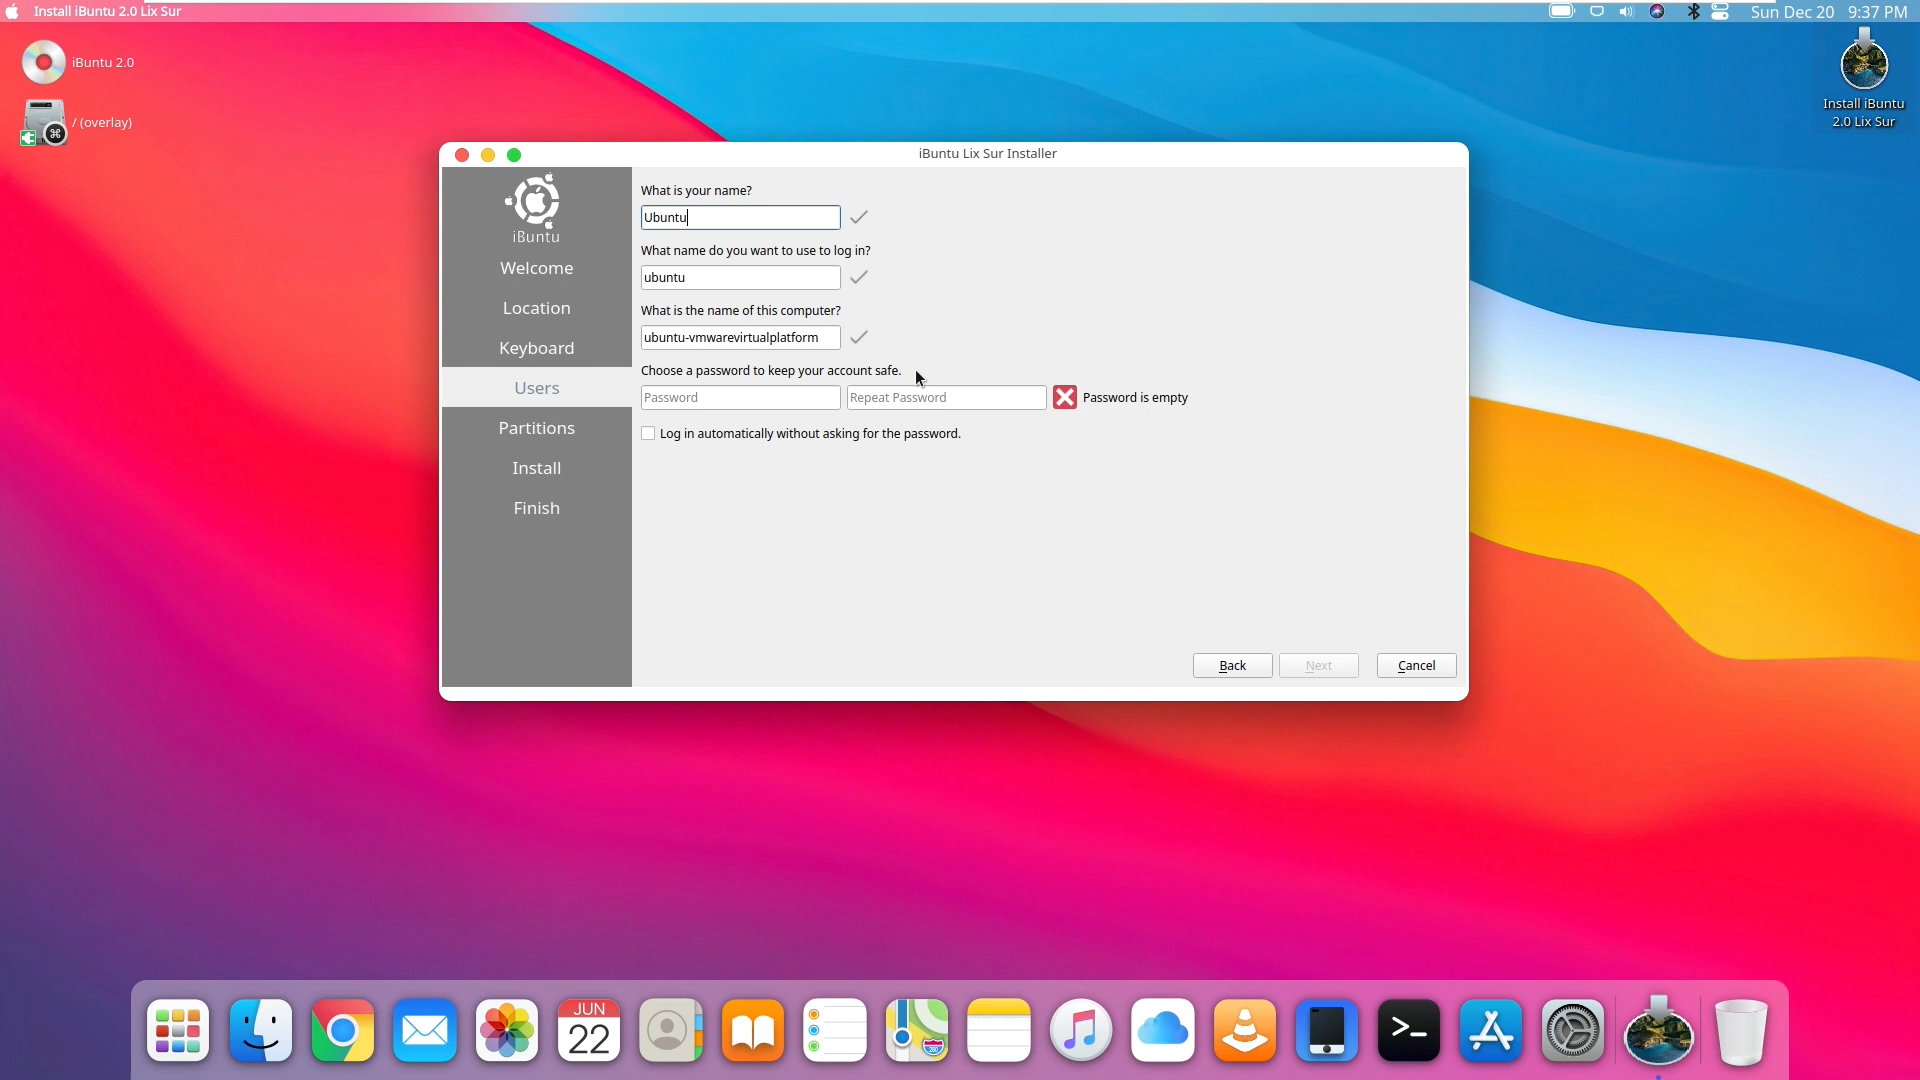 Install iBuntu 2.0 Lix Sur
Sun Dec 20 9:37 PM
iBuntu 2.0
/ (overlay)
Install iBuntu
2.0 Lix Sur
iBuntu Lix Sur Installer
iBuntu
Welcome
Location
Keyboard
Users
Partitions
Install
Finish
What is your name?
Ubuntu
What name do you want to use to log in?
ubuntu
What is the name of this computer?
ubuntu-vmwarevirtualplatform
Choose a password to keep your account safe.
Password Repeat Password Password is empty
Log in automatically without asking for the password.
Back Next Cancel
JUN
22
280